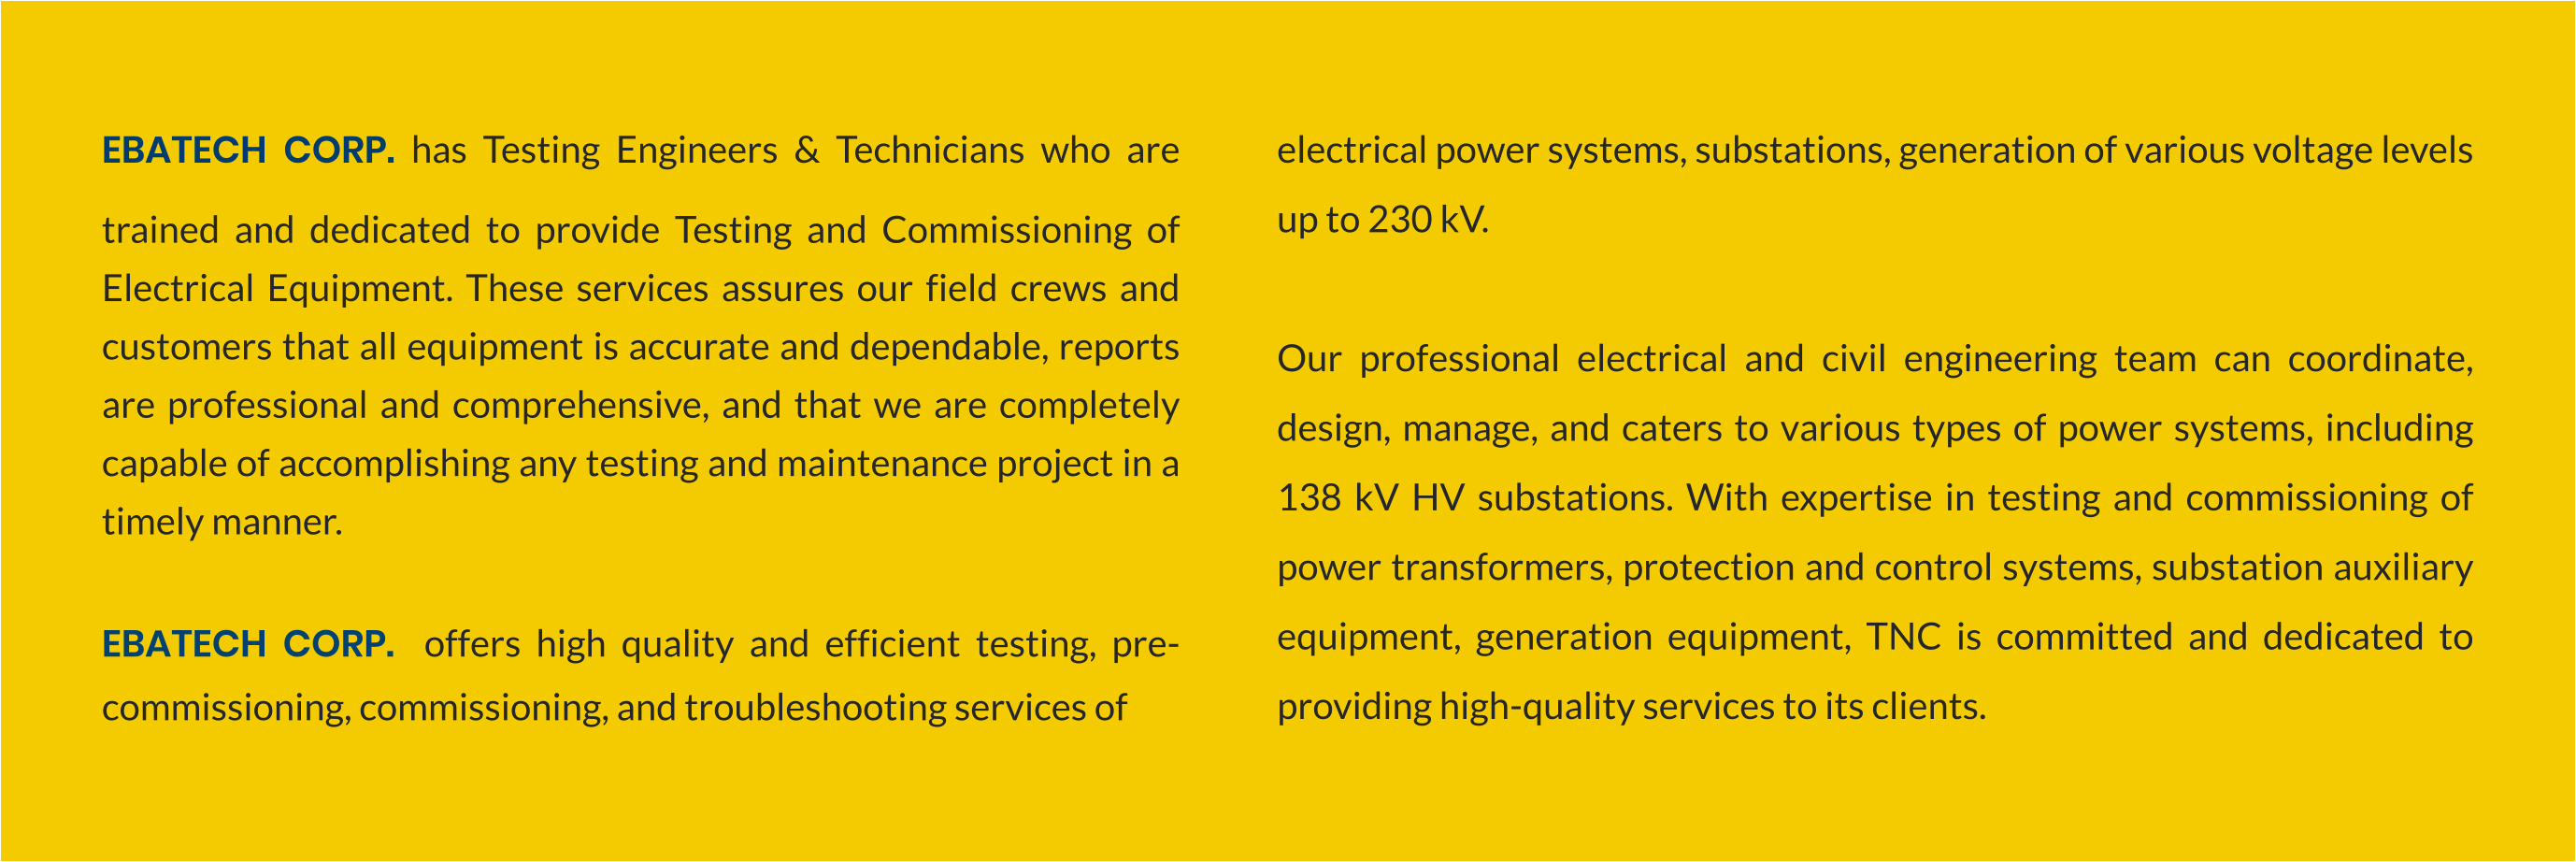 EBATECH CORP. has Testing Engineers & Technicians who are
trained and dedicated to provide Testing and Commissioning of
Electrical Equipment. These services assures our field crews and
customers that all equipment is accurate and dependable, reports
are professional and comprehensive, and that we are completely
capable of accomplishing any testing and maintenance project in a
timely manner.
EBATECH CORP. offers high quality and efficient testing, pre-
commissioning, commissioning, and troubleshooting services of
electrical power systems, substations, generation of various voltage levels
up to 230 kV.
Our professional electrical and civil engineering team can coordinate,
design, manage, and caters to various types of power systems, including
138 kV HV substations. With expertise in testing and commissioning of
power transformers, protection and control systems, substation auxiliary
equipment, generation equipment, TNC is committed and dedicated to
providing high-quality services to its clients.